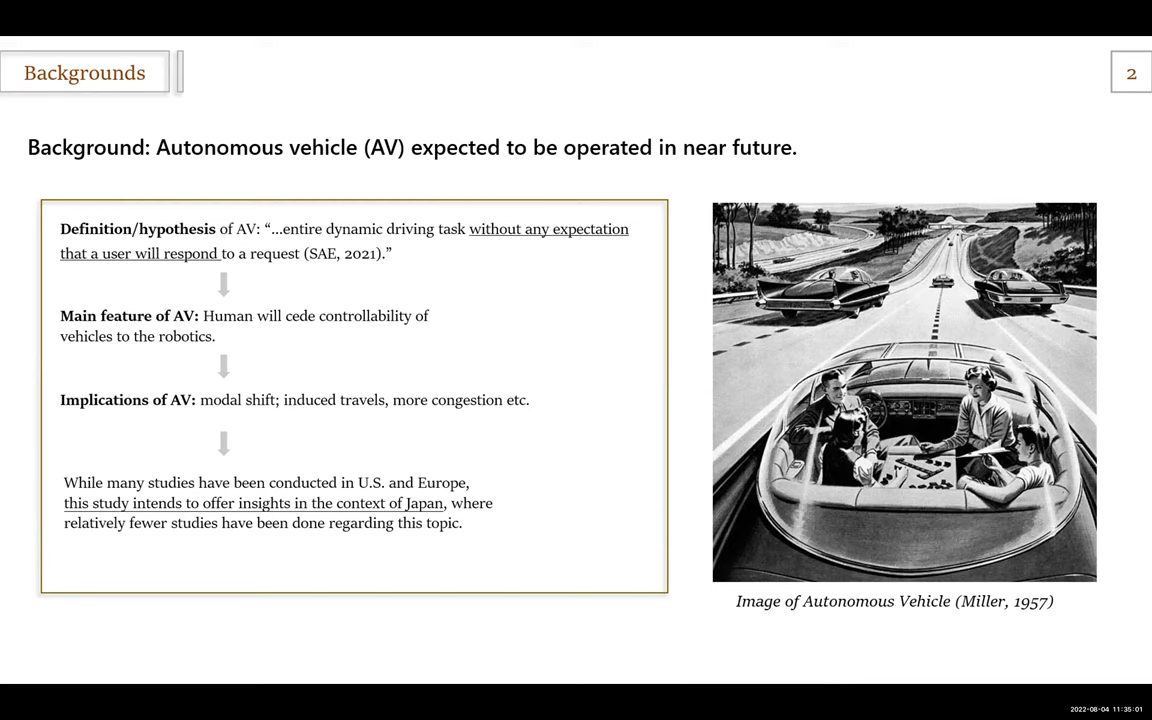 Backgrounds
2
Background: Autonomous vehicle (AV) expected to be operated in near future.
Definition/hypothesis of AV: “...entire dynamic driving task without any expectation
that a user will respond to a request (SAE, 2021).”
Main feature of AV: Human will cede controllability of
vehicles to the robotics.
Implications of AV: modal shift; induced travels, more congestion etc.
While many studies have been conducted in U.S. and Europe,
this study intends to offer insights in the context of Japan, where
relatively fewer studies have been done regarding this topic.
Image of Autonomous Vehicle (Miller, 1957)
2022-08-04 11:35:01